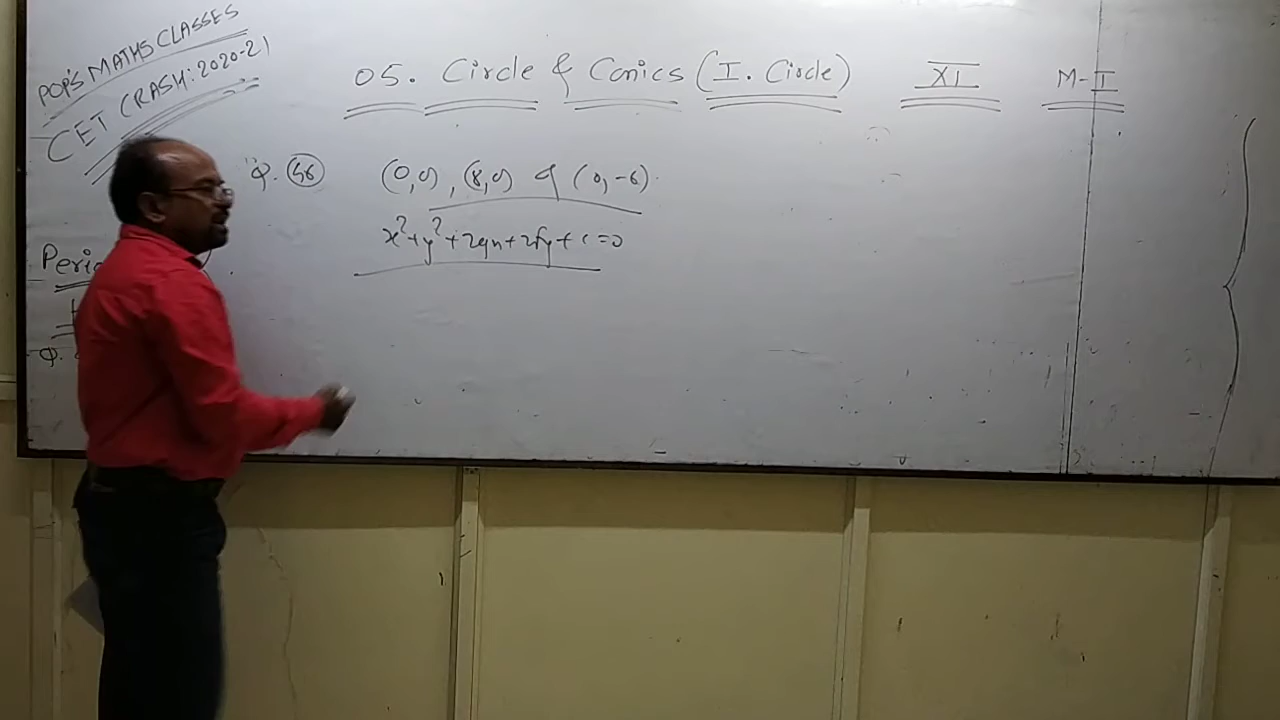 POP'S MATHS CLASSES
CET CRASH: 2020-21
05. Circle & Conics (I. Circle) XI M-II
Q. 56 (0,0), (8,0) & (0,-6).
x²+y²+2gx+2fy+c=0
Q.